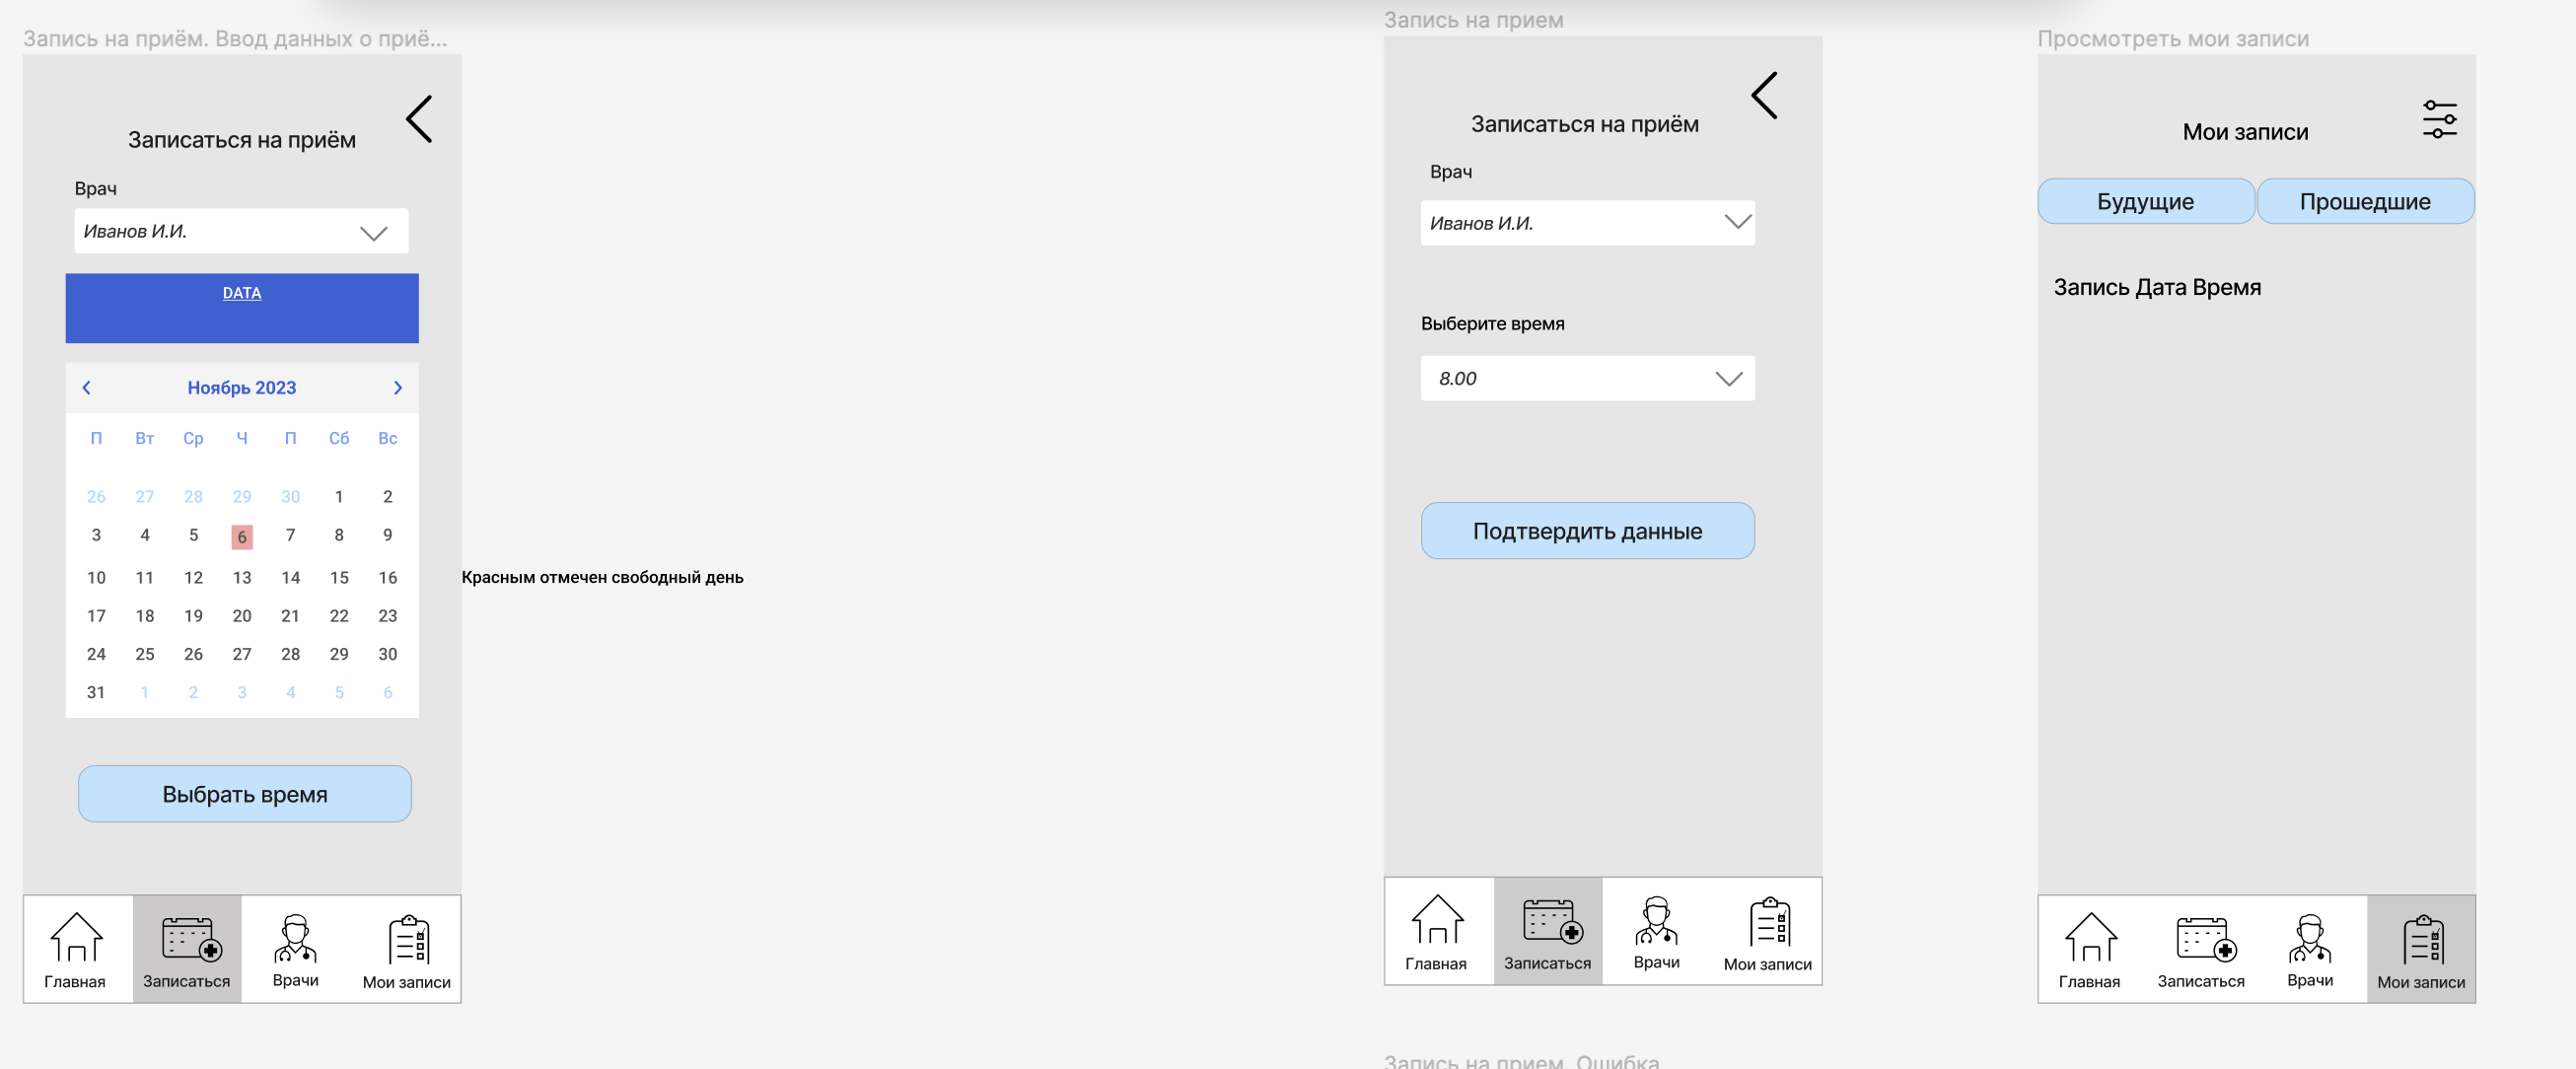 Запись на приём. Ввод данных о приё...
Записаться на приём
Врач
Иванов И.И.
DATA
Ноябрь 2023
П Вт Ср Ч П Сб Вс
26 27 28 29 30 1 2
3 4 5 6 7 8 9
10 11 12 13 14 15 16
17 18 19 20 21 22 23
24 25 26 27 28 29 30
31 1 2 3 4 5 6
Выбрать время
Главная Записаться Врачи Мои записи
Красным отмечен свободный день
Запись на прием
Записаться на приём
Врач
Иванов И.И.
Выберите время
8.00
Подтвердить данные
Главная Записаться Врачи Мои записи
Запись на прием. Ошибка
Просмотреть мои записи
Мои записи
Будущие Прошедшие
Запись Дата Время
Главная Записаться Врачи Мои записи